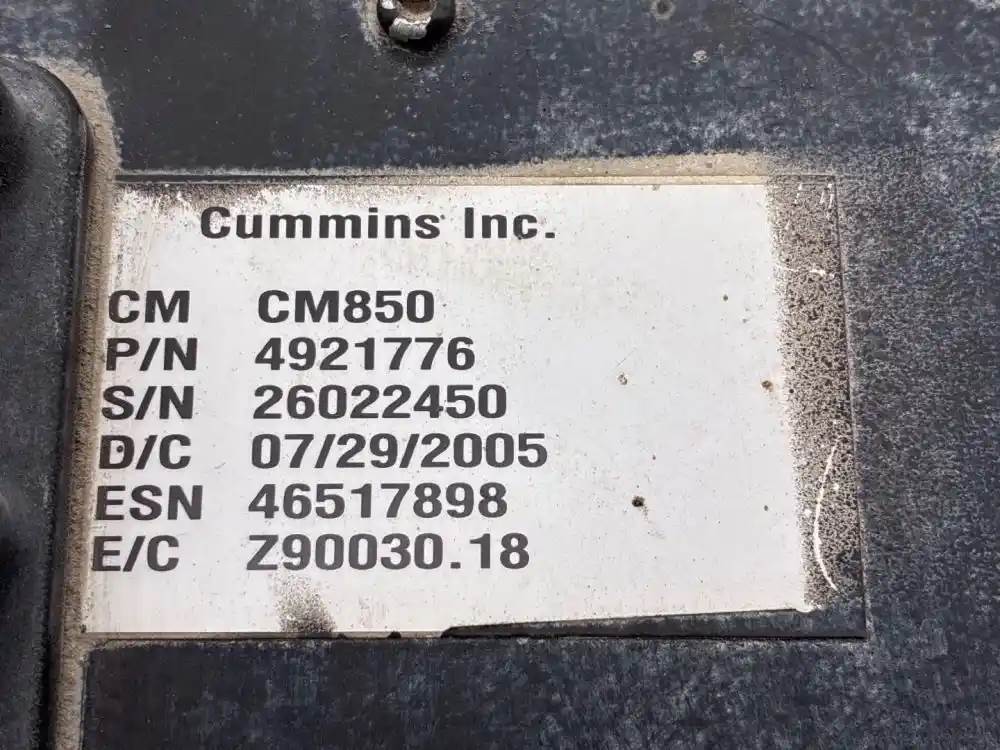 Cummins Inc.
CM CM850
P/N 4921776
S/N 26022450
D/C 07/29/2005
ESN 46517898
E/C Z90030.18